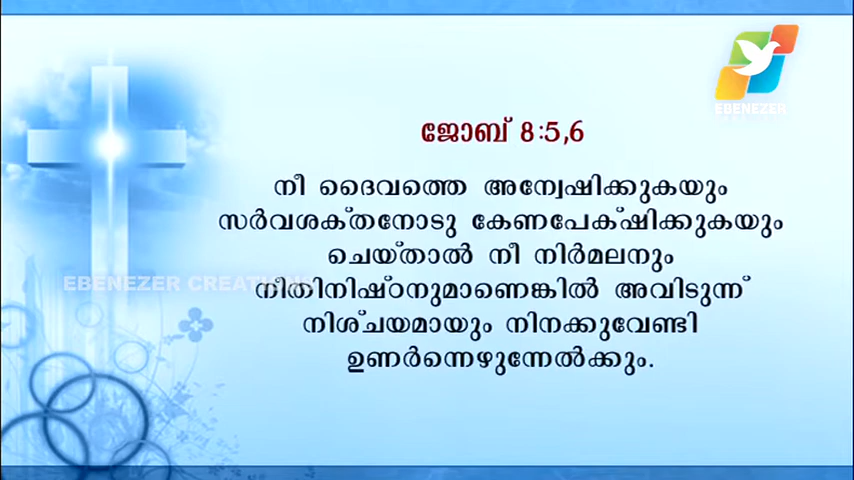 EBENEZER
ജോബ് 8:5,6
നീ ദൈവത്തെ അന്വേഷിക്കുകയും
സർവശക്തനോടു കേണപേക്ഷിക്കുകയും
ചെയ്താൽ നീ നിർമലനും
EBENEZER CREATIONS
നീതിനിഷ്ഠനുമാണെങ്കിൽ അവിടുന്ന്
നിശ്ചയമായും നിനക്കുവേണ്ടി
ഉണർന്നെഴുന്നേൽക്കും.